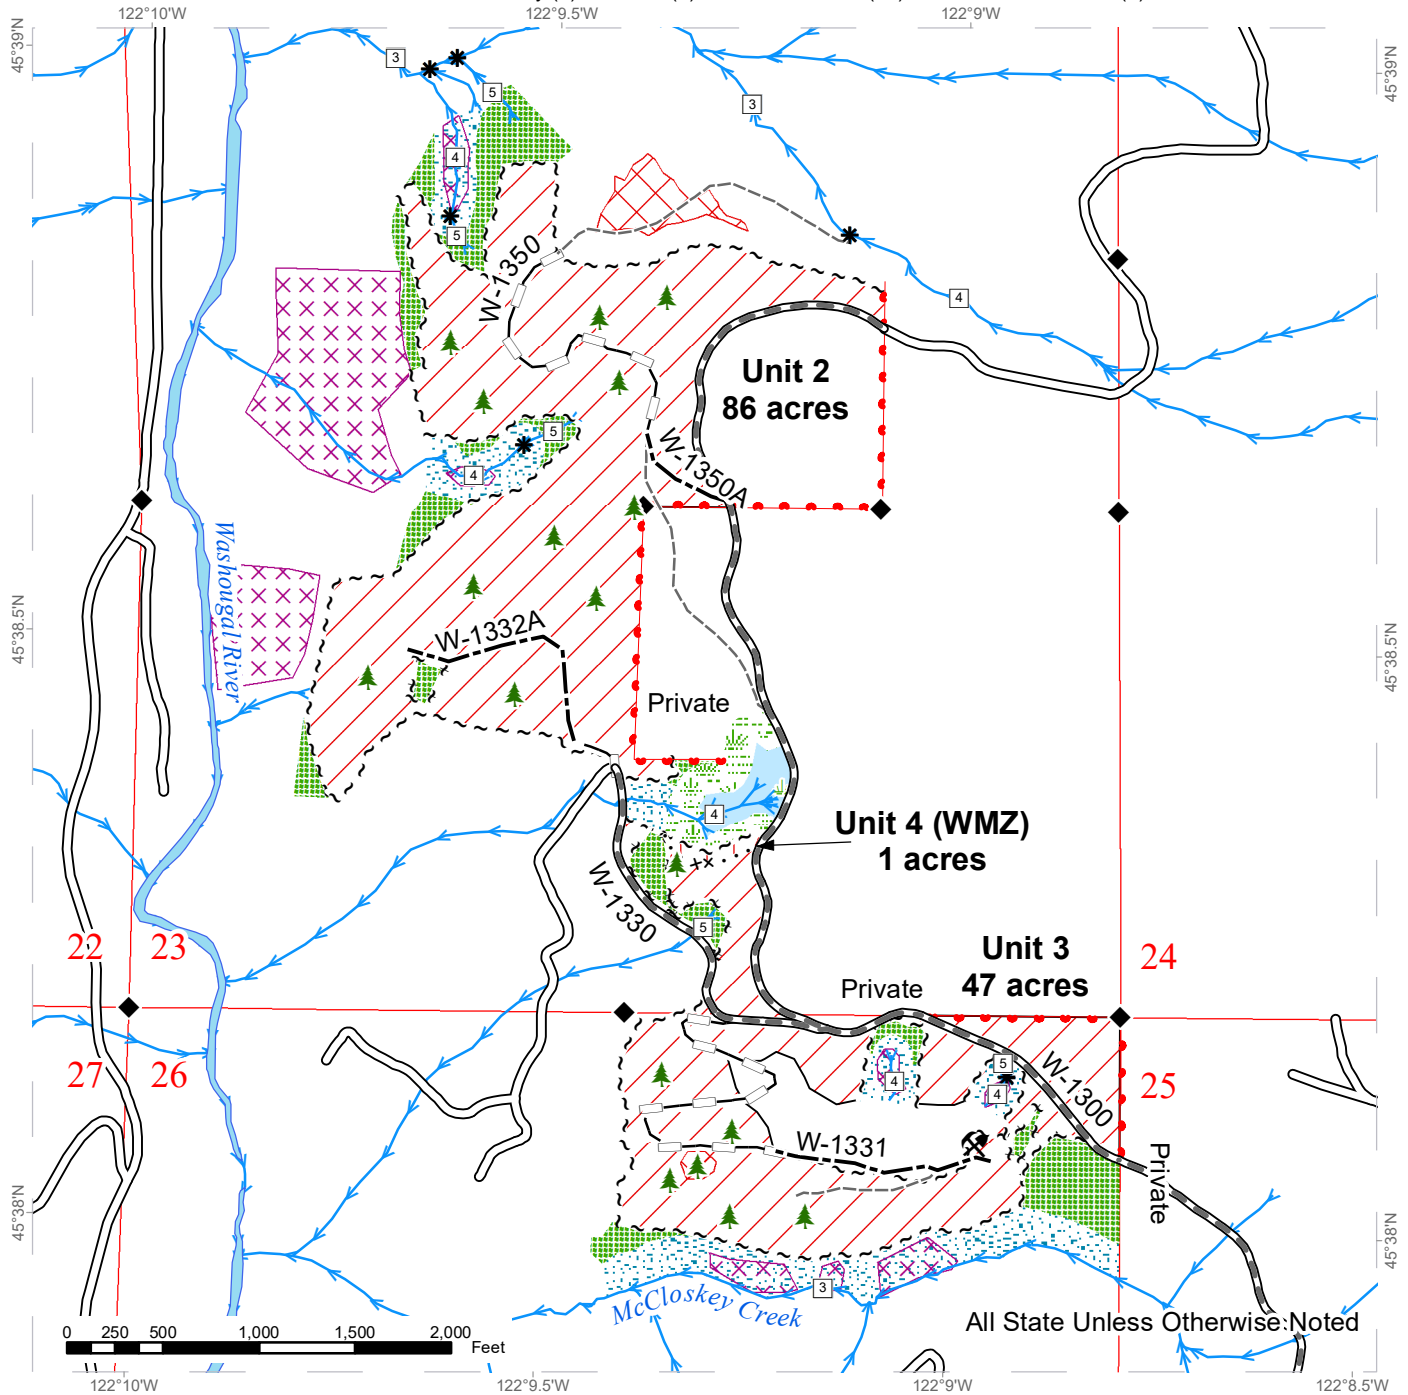 122°10'W
122°9.5'W
122°9'W
45°39'N
45°39'N
3
5
3
4
5
4
W-1350
Unit 2
86 acres
5
4
W-1350A
Washougal River
45°38.5'N
45°38.5'N
W-1332A
Private
4
Unit 4 (WMZ)
1 acres
W-1330
5
22
23
Unit 3
47 acres
24
Private
27
26
25
5
4
4
W-1300
W-1331
Private
45°38'N
45°38'N
3
McCloskey Creek
All State Unless Otherwise Noted
0 250 500 1,000 1,500 2,000
Feet
122°10'W
122°9.5'W
122°9'W
122°8.5'W